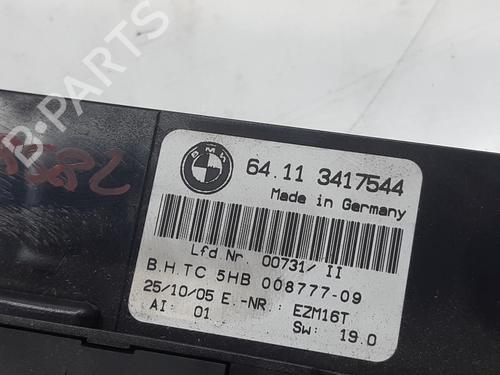 BMW
64.11 3417544
Made in Germany
Lfd.Nr. 00731/ II
B.H.TC 5HB 008777-09
25/10/05 E.-NR.: EZM16T
AI: 01 Sw: 19.0
B-PARTS